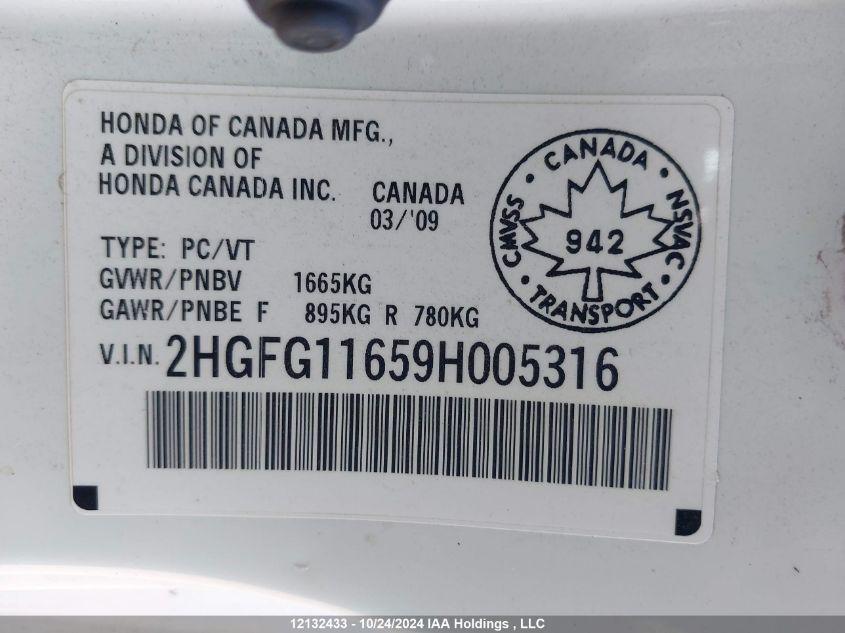 HONDA OF CANADA MFG.,
A DIVISION OF
HONDA CANADA INC. CANADA
03/'09
TYPE: PC/VT
GVWR/PNBV 1665KG
GAWR/PNBE F 895KG R 780KG
V.I.N. 2HGFG11659H005316
• CANADA •
CMVSS
942
NSVAC
• TRANSPORT •
12132433 - 10/24/2024 IAA Holdings , LLC